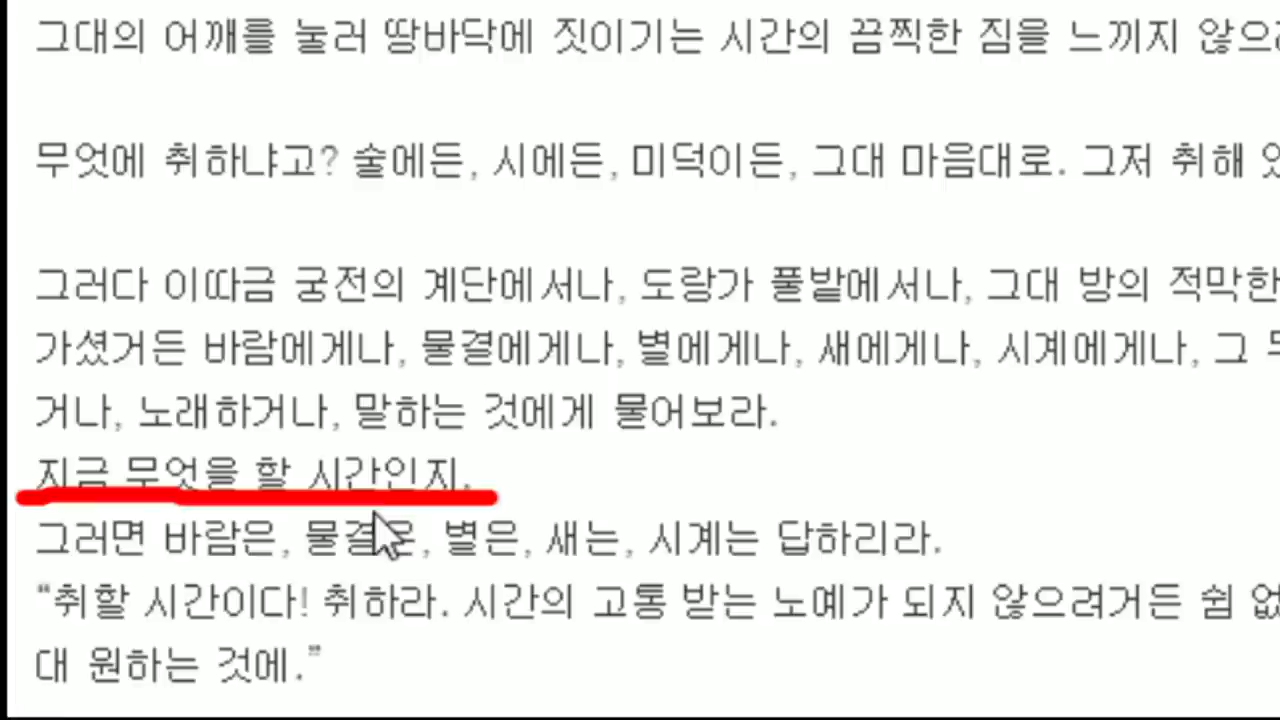 그대의 어깨를 눌러 땅바닥에 짓이기는 시간의 끔찍한 짐을 느끼지 않으
무엇에 취하냐고? 술에든, 시에든, 미덕이든, 그대 마음대로. 그저 취해
그러다 이따금 궁전의 계단에서나, 도랑가 풀밭에서나, 그대 방의 적막한
가셨거든 바람에게나, 물결에게나, 별에게나, 새에게나, 시계에게나, 그
거나, 노래하거나, 말하는 것에게 물어보라.
지금 무엇을 할 시간인지.
그러면 바람은, 물결은, 별은, 새는, 시계는 답하리라.
“취할 시간이다! 취하라. 시간의 고통 받는 노예가 되지 않으려거든 쉼 없
대 원하는 것에.”